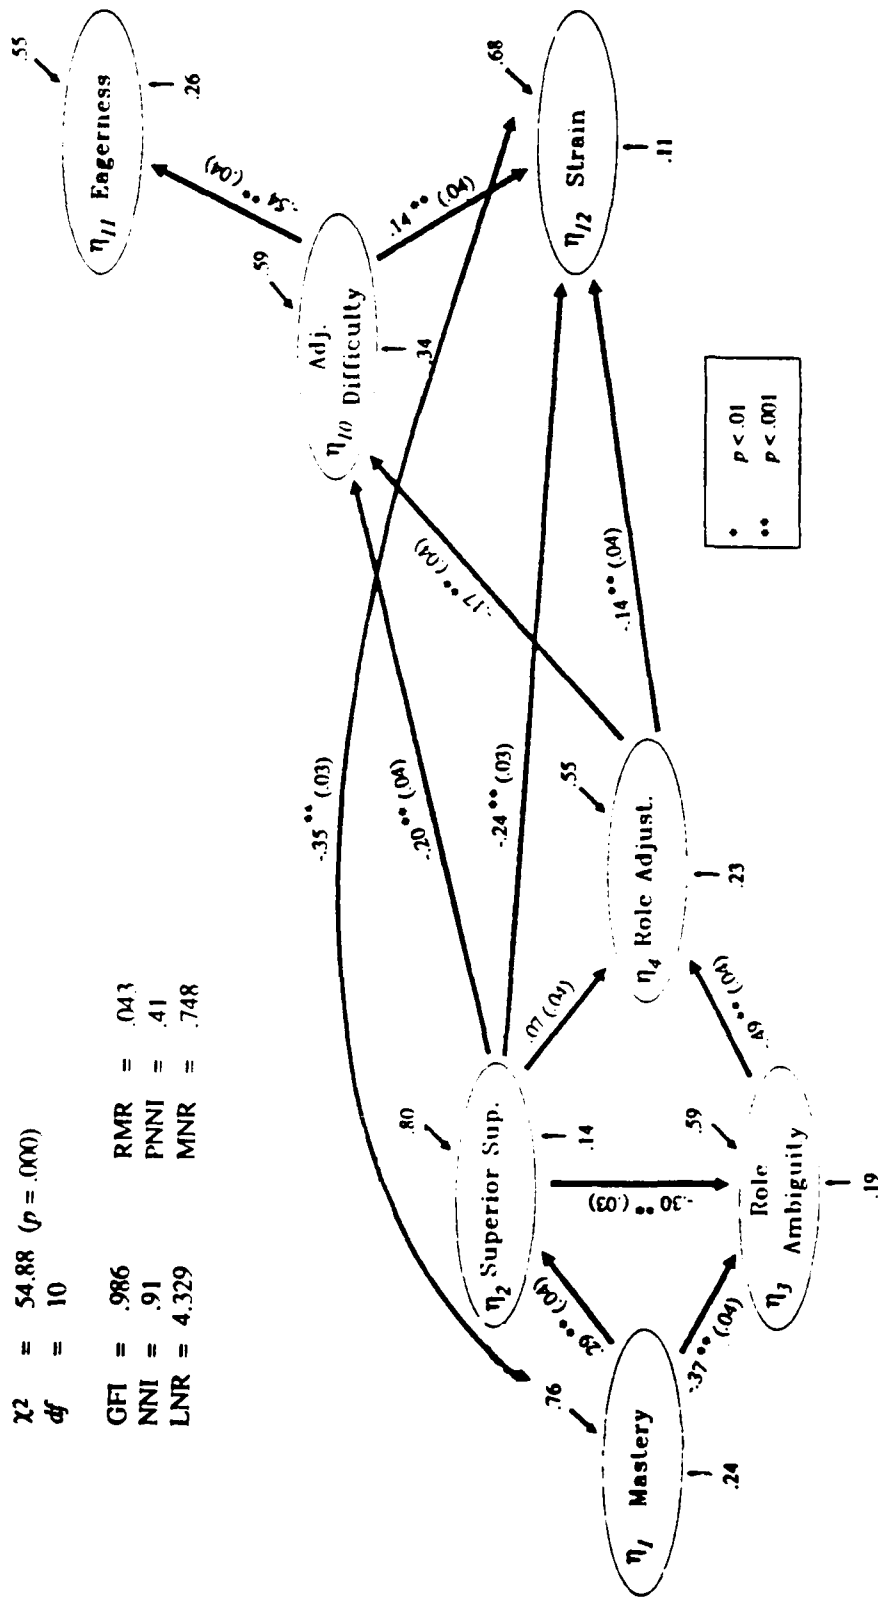 χ2 = 54.88 (p = .000)
df = 10
GFI = .986 RMR = .043
NNI = .91 PNNI = .41
LNR = 4.329 MNR = .748
.55
η11 Eagerness
.26
-.54 ** (.04)
.59
Adj.
η10 Difficulty
.34
.14 ** (.04)
.68
η12 Strain
.11
-.35 ** (.03)
-.20 ** (.04)
-.17 ** (.04)
-.24 ** (.03)
-.14 ** (.04)
.80
η2 Superior Sup.
.14
.07 (.04)
.55
η4 Role Adjust.
.23
-.30 ** (.03)
.49 ** (.04)
.59
Role
η3 Ambiguity
.19
.29 ** (.04)
-.37 ** (.04)
.76
η1 Mastery
.24
* p < .01
** p < .001